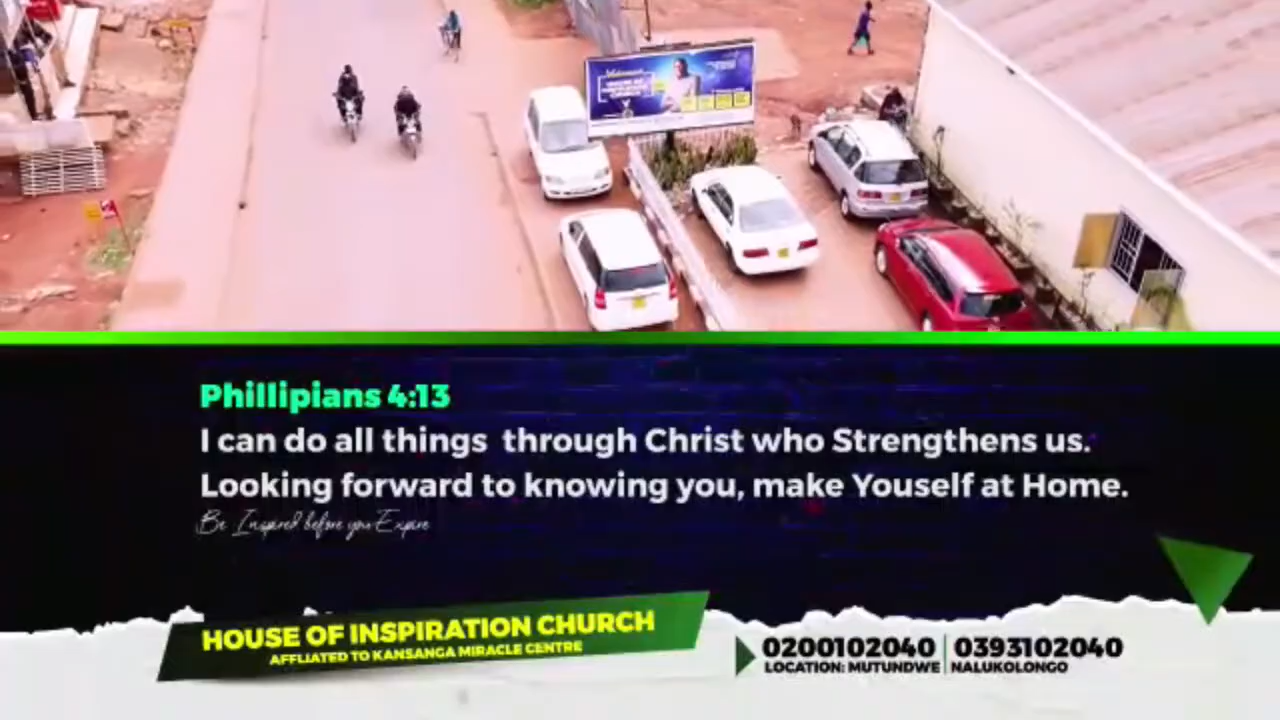 Phillipians 4:13
I can do all things through Christ who Strengthens us.
Looking forward to knowing you, make Youself at Home.
Be Inspired before you Expire
HOUSE OF INSPIRATION CHURCH
AFFLIATED TO KANSANGA MIRACLE CENTRE
0200102040 | 0393102040
LOCATION: MUTUNDWE | NALUKOLONGO